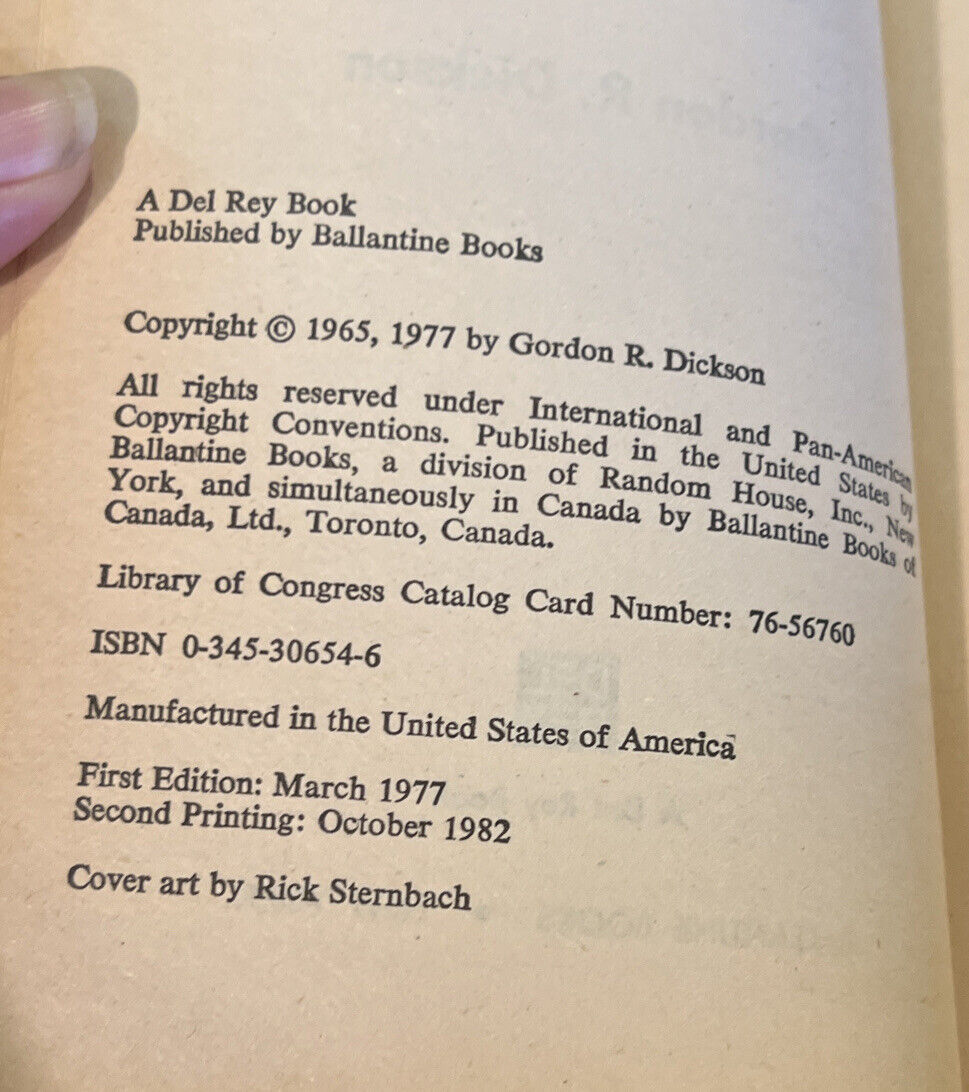 A Del Rey Book
Published by Ballantine Books
Copyright © 1965, 1977 by Gordon R. Dickson
All rights reserved under International and Pan-American
Copyright Conventions. Published in the United States by
Ballantine Books, a division of Random House, Inc., New
York, and simultaneously in Canada by Ballantine Books of
Canada, Ltd., Toronto, Canada.
Library of Congress Catalog Card Number: 76-56760
ISBN 0-345-30654-6
Manufactured in the United States of America
First Edition: March 1977
Second Printing: October 1982
Cover art by Rick Sternbach